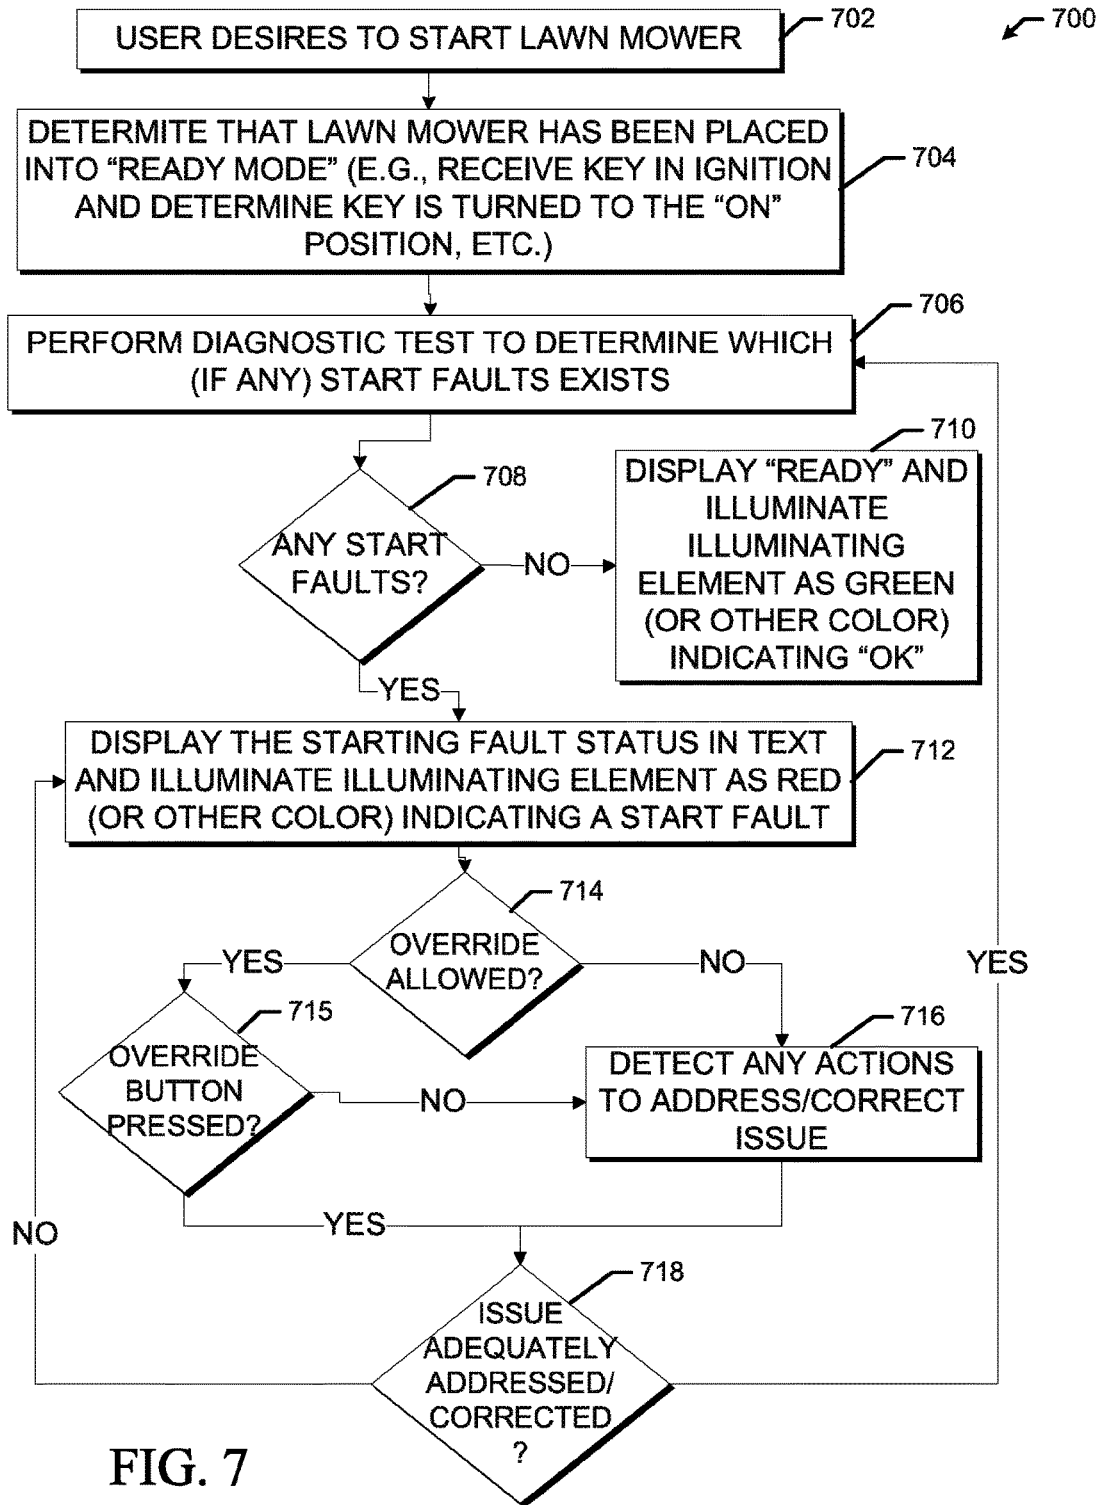 700
702
USER DESIRES TO START LAWN MOWER
704
DETERMITE THAT LAWN MOWER HAS BEEN PLACED
INTO “READY MODE” (E.G., RECEIVE KEY IN IGNITION
AND DETERMINE KEY IS TURNED TO THE “ON”
POSITION, ETC.)
706
PERFORM DIAGNOSTIC TEST TO DETERMINE WHICH
(IF ANY) START FAULTS EXISTS
708
ANY START
FAULTS?
NO
710
DISPLAY “READY” AND
ILLUMINATE
ILLUMINATING
ELEMENT AS GREEN
(OR OTHER COLOR)
INDICATING “OK”
YES
712
DISPLAY THE STARTING FAULT STATUS IN TEXT
AND ILLUMINATE ILLUMINATING ELEMENT AS RED
(OR OTHER COLOR) INDICATING A START FAULT
714
OVERRIDE
ALLOWED?
YES
NO
YES
715
OVERRIDE
BUTTON
PRESSED?
NO
716
DETECT ANY ACTIONS
TO ADDRESS/CORRECT
ISSUE
YES
NO
718
ISSUE
ADEQUATELY
ADDRESSED/
CORRECTED
?
FIG. 7